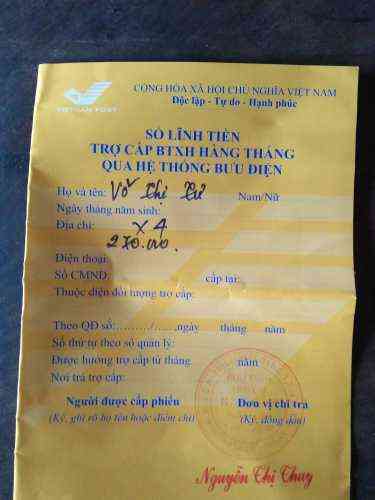 VIETNAM POST
CỘNG HÒA XÃ HỘI CHỦ NGHĨA VIỆT NAM
Độc lập - Tự do - Hạnh phúc
SỔ LĨNH TIỀN
TRỢ CẤP BTXH HÀNG THÁNG
QUA HỆ THỐNG BƯU ĐIỆN
Họ và tên: Võ Thị Xử Nam/Nữ
Ngày tháng năm sinh:
Địa chỉ: X4
270.000.
Điện thoại:
Số CMND: cấp tại:
Thuộc diện đối tượng trợ cấp:
Theo QĐ số:........./......,ngày tháng năm
Số thứ tự theo sổ quản lý:
Được hưởng trợ cấp từ tháng năm
Nơi trả trợ cấp:
Người được cấp phiếu Đơn vị chi trả
(Ký, ghi rõ họ tên hoặc điểm chỉ) (Ký, đóng dấu)
Nguyễn Thị Thuy